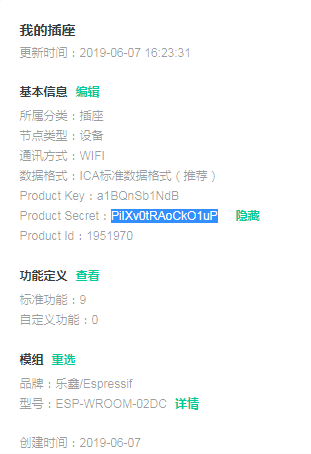 我的插座
更新时间：2019-06-07 16:23:31
基本信息 编辑
所属分类：插座
节点类型：设备
通讯方式：WIFI
数据格式：ICA标准数据格式（推荐）
Product Key：a1BQnSb1NdB
Product Secret：PilXv0tRAoCkO1uP 隐藏
Product Id：1951970
功能定义 查看
标准功能：9
自定义功能：0
模组 重选
品牌：乐鑫/Espressif
型号：ESP-WROOM-02DC 详情
创建时间：2019-06-07